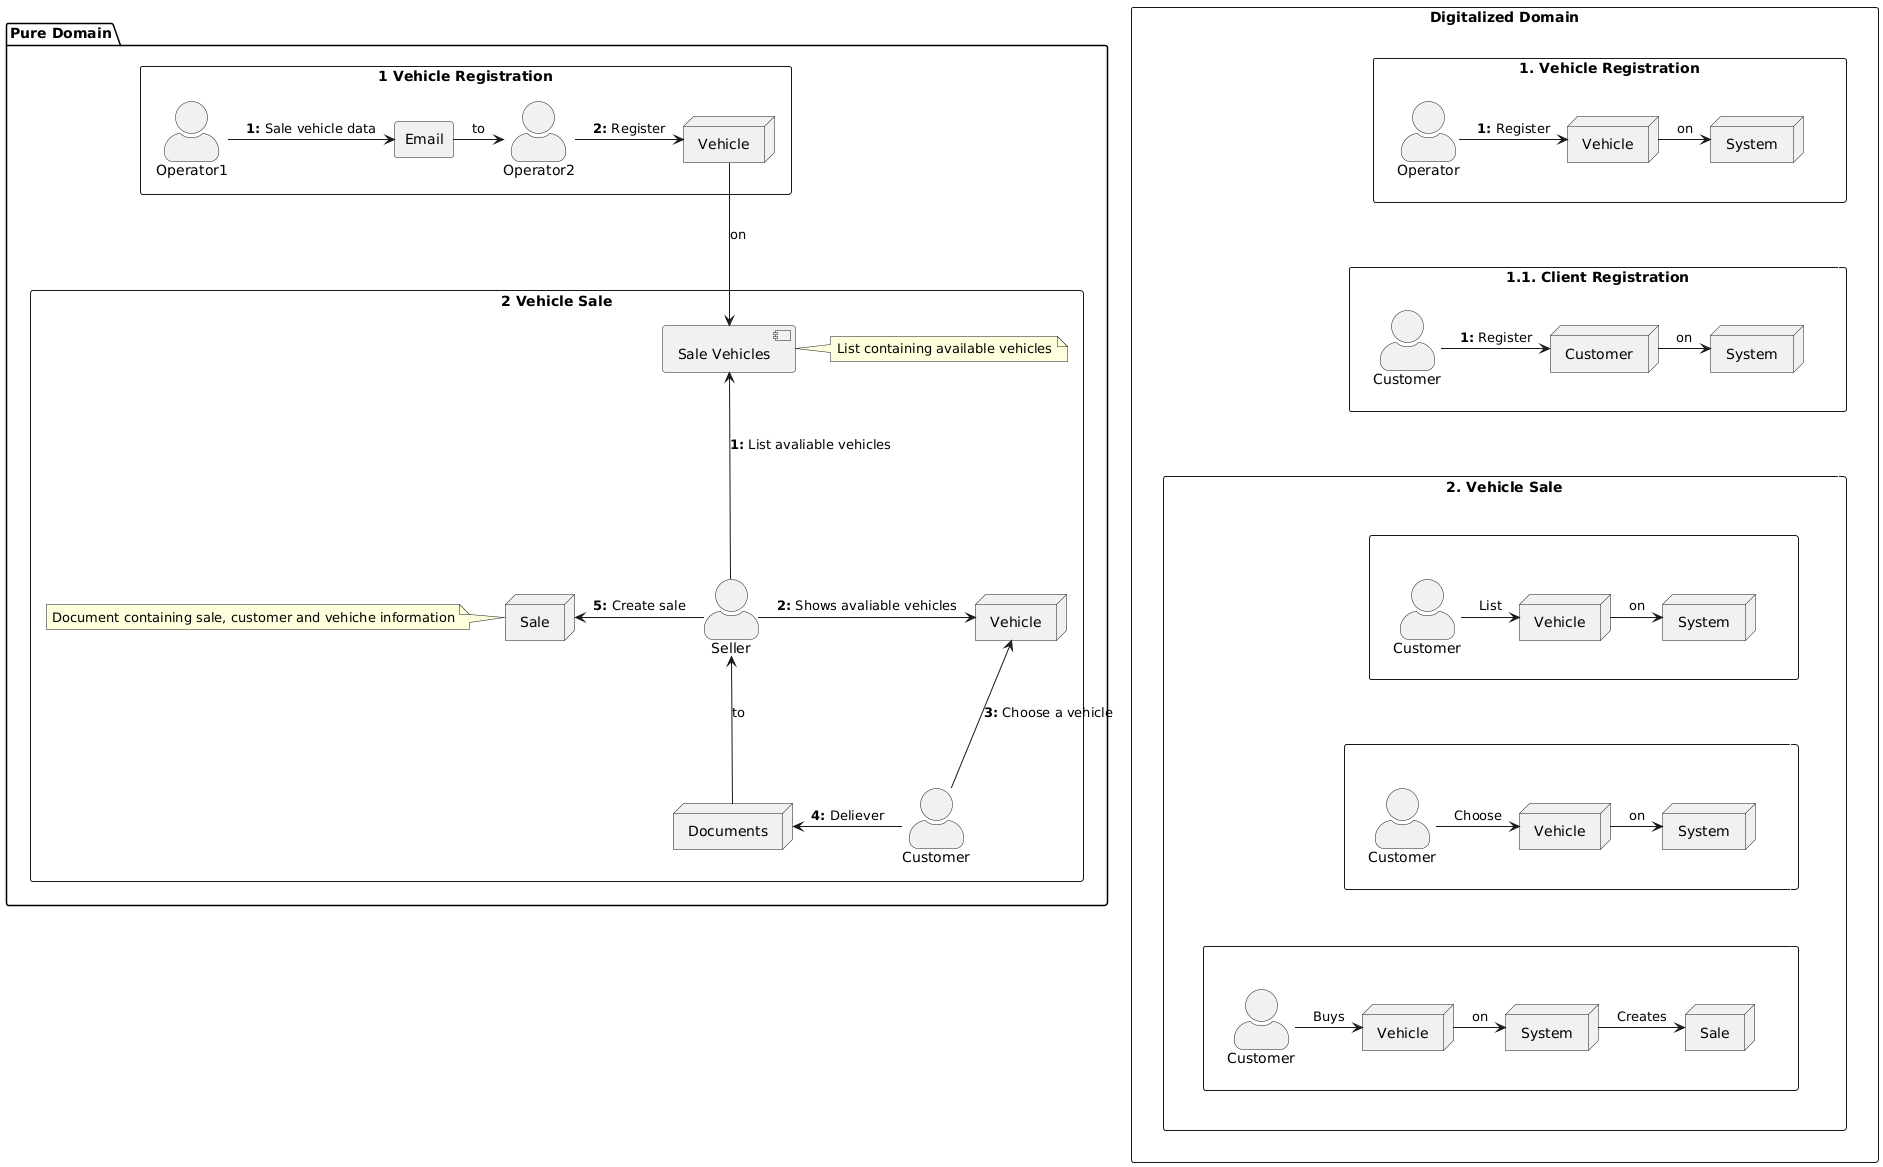 Pure Domain
1 Vehicle Registration
Operator1
1: Sale vehicle data
Email
to
Operator2
2: Register
Vehicle
on
2 Vehicle Sale
Sale Vehicles
List containing available vehicles
1: List avaliable vehicles
Document containing sale, customer and vehiche information
Sale
5: Create sale
Seller
2: Shows avaliable vehicles
Vehicle
to
3: Choose a vehicle
Documents
4: Deliever
Customer
Digitalized Domain
1. Vehicle Registration
Operator
1: Register
Vehicle
on
System
1.1. Client Registration
Customer
1: Register
Customer
on
System
2. Vehicle Sale
Customer
List
Vehicle
on
System
Customer
Choose
Vehicle
on
System
Customer
Buys
Vehicle
on
System
Creates
Sale